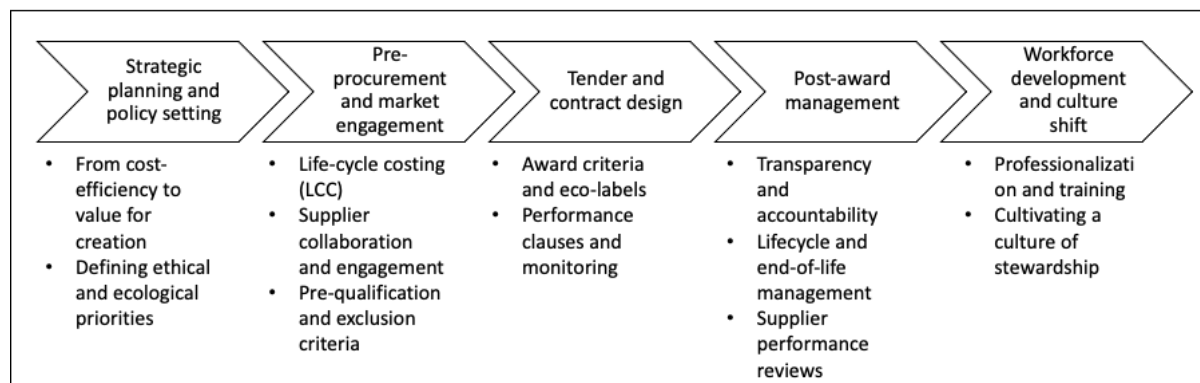 Strategic
planning and
policy setting
Pre-
procurement
and market
engagement
Tender and
contract design
Post-award
management
Workforce
development
and culture
shift
• From cost-
efficiency to
value for
creation
• Defining ethical
and ecological
priorities
• Life-cycle costing
(LCC)
• Supplier
collaboration
and engagement
• Pre-qualification
and exclusion
criteria
• Award criteria
and eco-labels
• Performance
clauses and
monitoring
• Transparency
and
accountability
• Lifecycle and
end-of-life
management
• Supplier
performance
reviews
• Professionalizati
on and training
• Cultivating a
culture of
stewardship